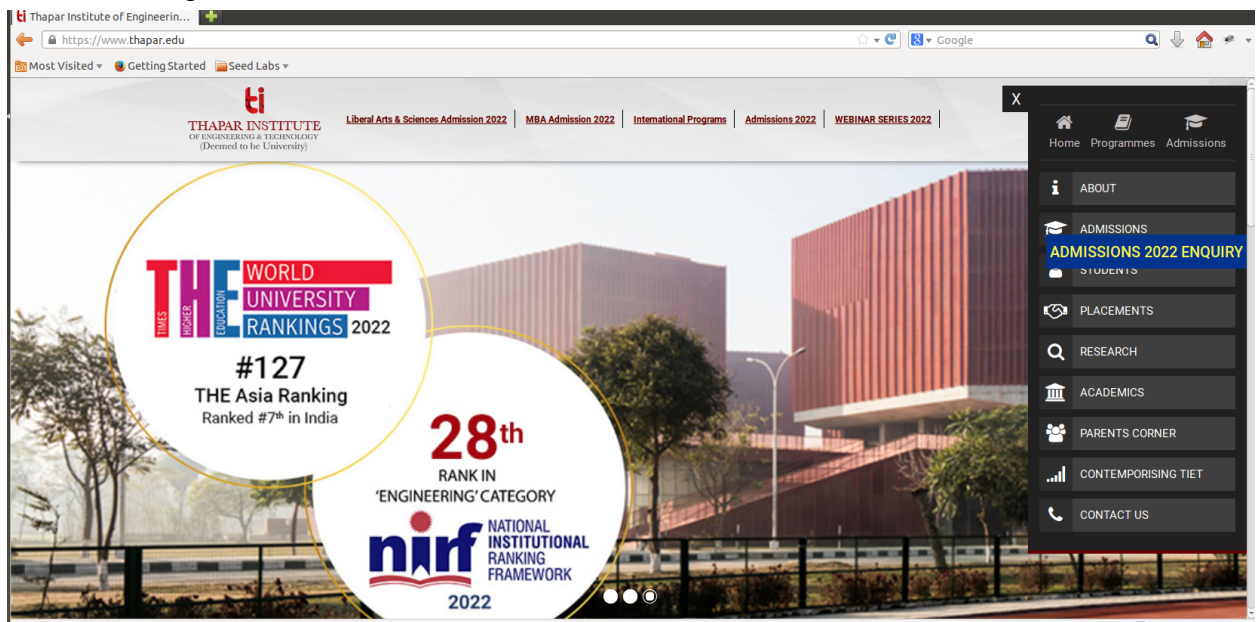 Thapar Institute of Engineerin...
https://www.thapar.edu
Google
Most Visited
Getting Started
Seed Labs
ti
THAPAR INSTITUTE
OF ENGINEERING & TECHNOLOGY
(Deemed to be University)
Liberal Arts & Sciences Admission 2022
MBA Admission 2022
International Programs
Admissions 2022
WEBINAR SERIES 2022
X
Home Programmes Admissions
ABOUT
ADMISSIONS
ADMISSIONS 2022 ENQUIRY
STUDENTS
PLACEMENTS
RESEARCH
ACADEMICS
PARENTS CORNER
CONTEMPORISING TIET
CONTACT US
THE
TIMES
HIGHER
EDUCATION
WORLD
UNIVERSITY
RANKINGS 2022
#127
THE Asia Ranking
Ranked #7th in India
28th
RANK IN
'ENGINEERING' CATEGORY
nirf
NATIONAL
INSTITUTIONAL
RANKING
FRAMEWORK
2022